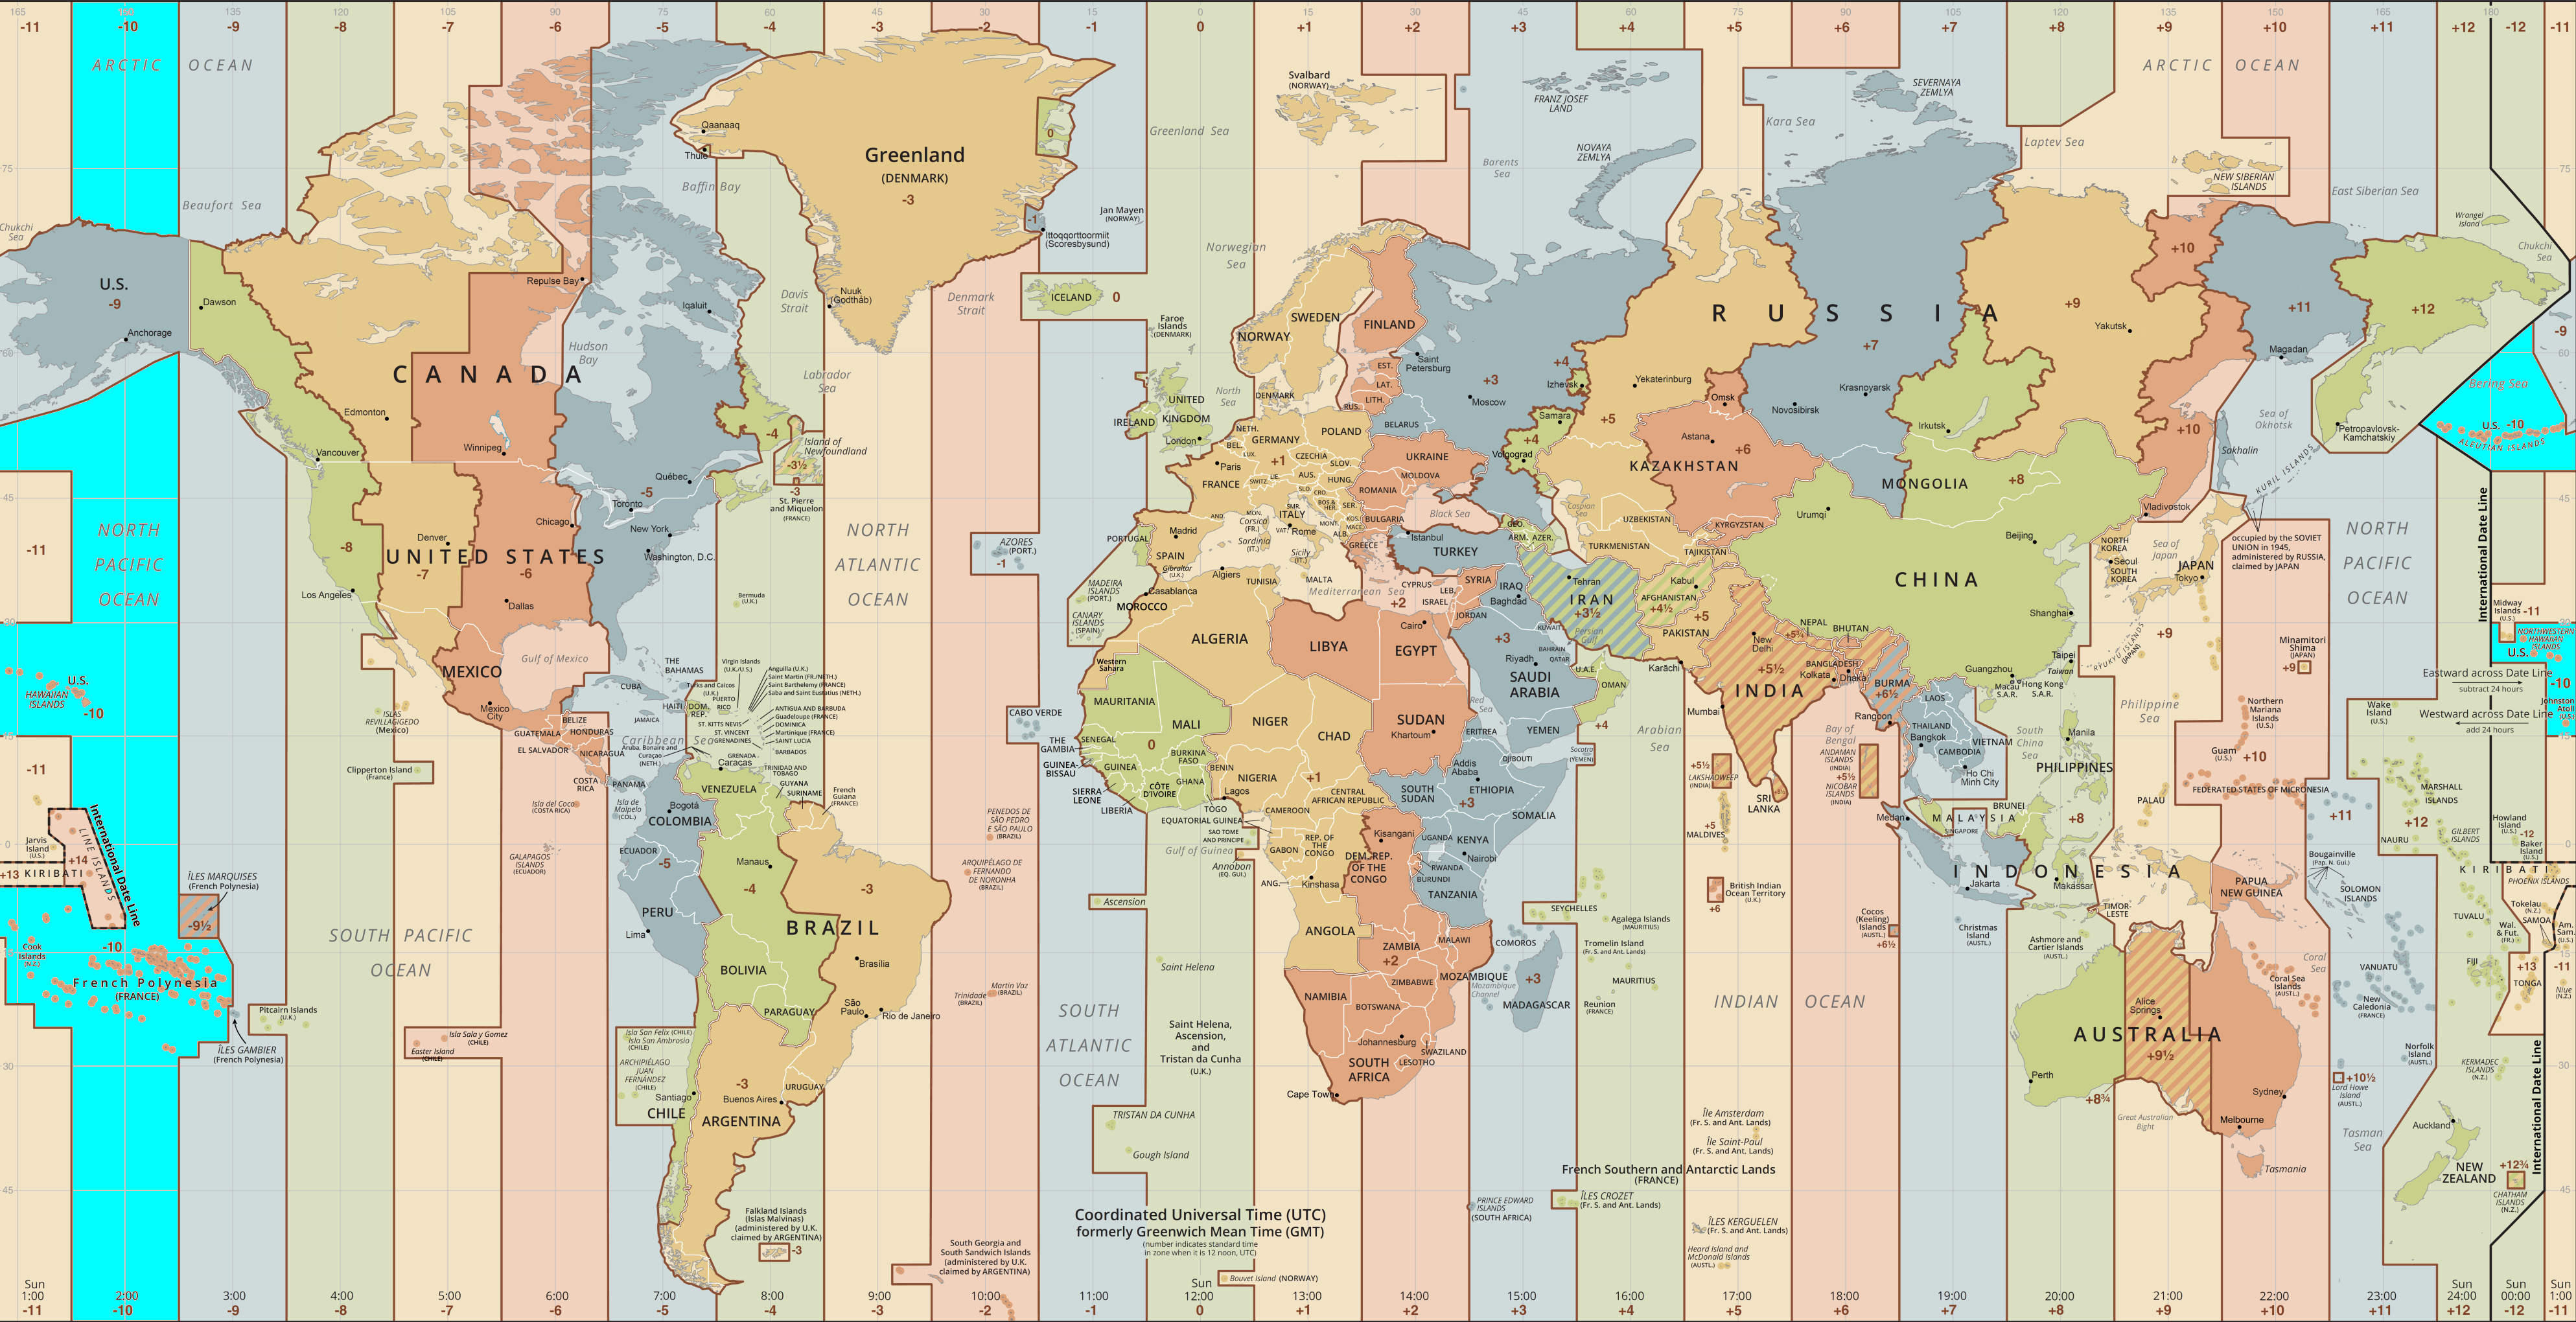 165 150 135 120 105 90 75 60 45 30 15 0 15 30 45 60 75 90 105 120 135 150 165 180
-11 -10 -9 -8 -7 -6 -5 -4 -3 -2 -1 0 +1 +2 +3 +4 +5 +6 +7 +8 +9 +10 +11 +12 -12 -11
ARCTIC OCEAN
ARCTIC OCEAN
Chukchi
Sea
Beaufort Sea
Baffin Bay
Greenland Sea
Svalbard
(NORWAY)
FRANZ JOSEF
LAND
SEVERNAYA
ZEMLYA
Kara Sea
Laptev Sea
NEW SIBERIAN
ISLANDS
East Siberian Sea
Wrangel
Island
Chukchi
Sea
NOVAYA
ZEMLYA
Barents
Sea
Qaanaaq
Thule
Greenland
(DENMARK)
-3
0
-1
Ittoqqortoormiit
(Scoresbysund)
Jan Mayen
(NORWAY)
Norwegian
Sea
Nuuk
(Godthåb)
Davis
Strait
Denmark
Strait
ICELAND
0
Faroe
Islands
(DENMARK)
U.S.
-9
Anchorage
Dawson
Repulse Bay
Iqaluit
Hudson
Bay
Labrador
Sea
CANADA
Edmonton
Winnipeg
Vancouver
Québec
Toronto
-5
-4
-3½
-3
Island of
Newfoundland
St. Pierre
and Miquelon
(FRANCE)
UNITED STATES
-8
-7
-6
Denver
Chicago
New York
Washington, D.C.
Los Angeles
Dallas
Bermuda
(U.K.)
NORTH
PACIFIC
OCEAN
-11
NORTH
ATLANTIC
OCEAN
AZORES
(PORT.)
-1
MADEIRA
ISLANDS
(PORT.)
CANARY
ISLANDS
(SPAIN)
U.S.
HAWAIIAN
ISLANDS
-10
MEXICO
Mexico
City
Gulf of Mexico
ISLAS
REVILLAGIGEDO
(Mexico)
Clipperton Island
(France)
THE
BAHAMAS
CUBA
JAMAICA
HAITI
DOM.
REP.
PUERTO
RICO
Virgin Islands
(U.K./U.S.)
Turks and Caicos
(U.K.)
Anguilla (U.K.)
Saint Martin (FR./NETH.)
Saint Barthelemy (FRANCE)
Saba and Saint Eustatius (NETH.)
ANTIGUA AND BARBUDA
Guadeloupe (FRANCE)
DOMINICA
Martinique (FRANCE)
SAINT LUCIA
BARBADOS
ST. KITTS NEVIS
ST. VINCENT
GRENADINES
GRENADA
TRINIDAD AND
TOBAGO
Aruba, Bonaire and
Curaçao
(NETH.)
Caribbean Sea
BELIZE
GUATEMALA
HONDURAS
EL SALVADOR
NICARAGUA
COSTA
RICA
PANAMA
Isla del Coco
(COSTA RICA)
Isla de
Malpelo
(COL.)
GALAPAGOS
ISLANDS
(ECUADOR)
Caracas
VENEZUELA
GUYANA
SURINAME
French
Guiana
(FRANCE)
Bogotá
COLOMBIA
ECUADOR
-5
PERU
Lima
Manaus
-4
-3
BRAZIL
Brasília
BOLIVIA
PARAGUAY
São
Paulo
Rio de Janeiro
URUGUAY
Buenos Aires
-3
ARGENTINA
Santiago
CHILE
Isla San Felix (CHILE)
Isla San Ambrosio
(CHILE)
ARCHIPIÉLAGO
JUAN
FERNÁNDEZ
(CHILE)
Isla Sala y Gomez
(CHILE)
Easter Island
(CHILE)
Falkland Islands
(Islas Malvinas)
(administered by U.K.
claimed by ARGENTINA)
-3
South Georgia and
South Sandwich Islands
(administered by U.K.
claimed by ARGENTINA)
PENEDOS DE
SÃO PEDRO
E SÃO PAULO
(BRAZIL)
ARQUIPÉLAGO DE
FERNANDO
DE NORONHA
(BRAZIL)
Trinidade
(BRAZIL)
Martin Vaz
(BRAZIL)
SOUTH PACIFIC
OCEAN
-11
Jarvis
Island
(U.S.)
+13 KIRIBATI
+14
LINE ISLANDS
International Date Line
ÎLES MARQUISES
(French Polynesia)
-9½
-10
Cook
Islands
(N.Z.)
French Polynesia
(FRANCE)
ÎLES GAMBIER
(French Polynesia)
Pitcairn Islands
(U.K.)
SOUTH
ATLANTIC
OCEAN
Ascension
Saint Helena
Saint Helena,
Ascension,
and
Tristan da Cunha
(U.K.)
TRISTAN DA CUNHA
Gough Island
Bouvet Island (NORWAY)
Coordinated Universal Time (UTC)
formerly Greenwich Mean Time (GMT)
(number indicates standard time
in zone when it is 12 noon, UTC)
NORWAY
SWEDEN
FINLAND
EST.
LAT.
LITH.
RUS.
BELARUS
North
Sea
UNITED
KINGDOM
IRELAND
London
DENMARK
NETH.
BEL.
LUX.
GERMANY
POLAND
CZECHIA
SLOV.
AUS.
HUNG.
Paris
FRANCE
SWITZ.
+1
UKRAINE
MOLDOVA
ROMANIA
BULGARIA
Black Sea
ITALY
Rome
Corsica
(FR.)
Sardinia
(IT.)
Sicily
(IT.)
MALTA
GREECE
ALB.
Madrid
SPAIN
PORTUGAL
AND.
Gibraltar
(U.K.)
Algiers
TUNISIA
Mediterranean Sea
Istanbul
TURKEY
CYPRUS
SYRIA
LEB.
ISRAEL
JORDAN
IRAQ
Baghdad
KUWAIT
Saint
Petersburg
Moscow
+3
+4
Izhevsk
Samara
+4
Volgograd
Yekaterinburg
+5
Omsk
Novosibirsk
Krasnoyarsk
+7
RUSSIA
Irkutsk
Yakutsk
+9
+10
+11
+12
Magadan
+10
Petropavlovsk-
Kamchatskiy
Sea of
Okhotsk
Sakhalin
KURIL ISLANDS
Vladivostok
Bering Sea
U.S. -10
ALEUTIAN ISLANDS
-9
Astana
+6
KAZAKHSTAN
Caspian
Sea
GEO.
ARM.
AZER.
UZBEKISTAN
TURKMENISTAN
KYRGYZSTAN
TAJIKISTAN
Tehran
IRAN
+3½
Persian
Gulf
Kabul
AFGHANISTAN
+4½
+5
PAKISTAN
Karāchi
MONGOLIA
Urumqi
+8
Beijing
CHINA
Shanghai
Guangzhou
Macau
S.A.R.
Hong Kong
S.A.R.
Taipei
Taiwan
NORTH
KOREA
Seoul
SOUTH
KOREA
Sea of
Japan
JAPAN
Tokyo
+9
RYUKYU ISLANDS
(JAPAN)
occupied by the SOVIET
UNION in 1945,
administered by RUSSIA,
claimed by JAPAN
NORTH
PACIFIC
OCEAN
International Date Line
Midway
Islands
(U.S.)
-11
NORTHWESTERN
HAWAIIAN
ISLANDS
U.S.
-10
Johnston
Atoll
(U.S.)
Eastward across Date Line
subtract 24 hours
Westward across Date Line
add 24 hours
Minamitori
Shima
(JAPAN)
+9
Wake
Island
(U.S.)
Northern
Mariana
Islands
(U.S.)
Guam
(U.S.)
+10
Philippine
Sea
FEDERATED STATES OF MICRONESIA
MARSHALL
ISLANDS
+11
+12
PALAU
NAURU
GILBERT
ISLANDS
Howland
Island
(U.S.)
-12
Baker
Island
(U.S.)
KIRIBATI
PHOENIX ISLANDS
TUVALU
Tokelau
(N.Z.)
SAMOA
Am.
Sam.
(U.S.)
Wal.
& Fut.
(FR.)
FIJI
+13
TONGA
-11
Niue
(N.Z.)
MOROCCO
Casablanca
Western
Sahara
ALGERIA
LIBYA
EGYPT
Cairo
+2
MAURITANIA
MALI
0
NIGER
CHAD
SUDAN
Khartoum
ERITREA
DJIBOUTI
Red
Sea
CABO VERDE
SENEGAL
THE
GAMBIA
GUINEA-
BISSAU
GUINEA
SIERRA
LEONE
LIBERIA
CÔTE
D'IVOIRE
BURKINA
FASO
GHANA
TOGO
BENIN
NIGERIA
Lagos
+1
CAMEROON
CENTRAL
AFRICAN REPUBLIC
EQUATORIAL GUINEA
SAO TOME
AND PRINCIPE
Gulf of Guinea
Annobon
(EQ. GUI.)
GABON
REP. OF
THE
CONGO
DEM. REP.
OF THE
CONGO
Kisangani
Kinshasa
ANG.
SOUTH
SUDAN
Addis
Ababa
ETHIOPIA
+3
SOMALIA
UGANDA
KENYA
Nairobi
RWANDA
BURUNDI
TANZANIA
ANGOLA
ZAMBIA
+2
MALAWI
MOZAMBIQUE
Mozambique
Channel
ZIMBABWE
NAMIBIA
BOTSWANA
Johannesburg
SWAZILAND
LESOTHO
SOUTH
AFRICA
Cape Town
COMOROS
MADAGASCAR
+3
+3
BAHRAIN
QATAR
Riyadh
SAUDI
ARABIA
U.A.E.
OMAN
+4
YEMEN
Socotra
(YEMEN)
Arabian
Sea
New
Delhi
NEPAL
+5¾
BHUTAN
BANGLADESH
Kolkata
Dhaka
+5½
INDIA
Mumbai
BURMA
+6½
Rangoon
Bay of
Bengal
+5½
LAKSHADWEEP
(INDIA)
ANDAMAN
ISLANDS
(INDIA)
+5½
NICOBAR
ISLANDS
(INDIA)
SRI
LANKA
+5
MALDIVES
LAOS
THAILAND
Bangkok
CAMBODIA
VIETNAM
Ho Chi
Minh City
South
China
Sea
Manila
PHILIPPINES
+8
BRUNEI
MALAYSIA
SINGAPORE
Medan
INDONESIA
Jakarta
Makassar
TIMOR-
LESTE
PAPUA
NEW GUINEA
Bougainville
(Pap. N. Gui.)
SOLOMON
ISLANDS
SEYCHELLES
British Indian
Ocean Territory
(U.K.)
+6
Agalega Islands
(MAURITIUS)
Tromelin Island
(Fr. S. and Ant. Lands)
MAURITIUS
Reunion
(FRANCE)
Cocos
(Keeling)
Islands
(AUSTL.)
+6½
Christmas
Island
(AUSTL.)
Ashmore and
Cartier Islands
(AUSTL.)
INDIAN OCEAN
Alice
Springs
AUSTRALIA
+9½
Perth
+8¾
Great Australian
Bight
Sydney
Melbourne
Tasmania
Coral
Sea
Coral Sea
Islands
(AUSTL.)
VANUATU
New
Caledonia
(FRANCE)
Norfolk
Island
(AUSTL.)
+10½
Lord Howe
Island
(AUSTL.)
Tasman
Sea
KERMADEC
ISLANDS
(N.Z.)
International Date Line
Auckland
NEW
ZEALAND
+12¾
CHATHAM
ISLANDS
(N.Z.)
Île Amsterdam
(Fr. S. and Ant. Lands)
Île Saint-Paul
(Fr. S. and Ant. Lands)
French Southern and Antarctic Lands
(FRANCE)
PRINCE EDWARD
ISLANDS
(SOUTH AFRICA)
ÎLES CROZET
(Fr. S. and Ant. Lands)
ÎLES KERGUELEN
(Fr. S. and Ant. Lands)
Heard Island and
McDonald Islands
(AUSTL.)
Sun Sun Sun Sun Sun
1:00 2:00 3:00 4:00 5:00 6:00 7:00 8:00 9:00 10:00 11:00 12:00 13:00 14:00 15:00 16:00 17:00 18:00 19:00 20:00 21:00 22:00 23:00 24:00 00:00 1:00
-11 -10 -9 -8 -7 -6 -5 -4 -3 -2 -1 0 +1 +2 +3 +4 +5 +6 +7 +8 +9 +10 +11 +12 -12 -11